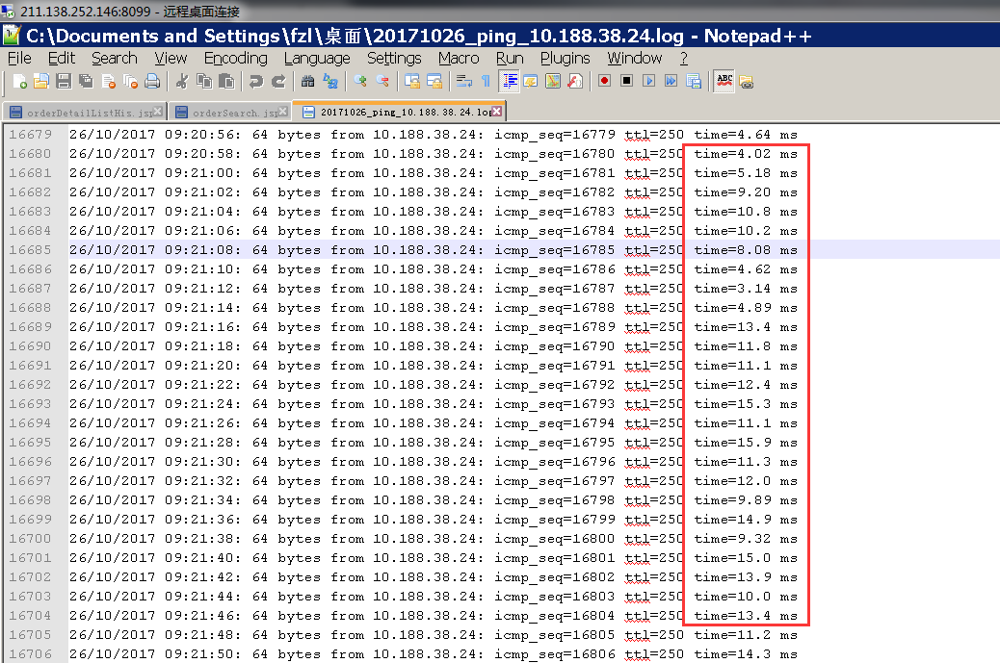 211.138.252.146:8099 - 远程桌面连接
C:\Documents and Settings\fzl\桌面\20171026_ping_10.188.38.24.log - Notepad++
File Edit Search View Encoding Language Settings Macro Run Plugins Window ?
ABC
orderDetailListHis.jsp orderSearch.jsp 20171026_ping_10.188.38.24.log
16679 26/10/2017 09:20:56: 64 bytes from 10.188.38.24: icmp_seq=16779 ttl=250 time=4.64 ms
16680 26/10/2017 09:20:58: 64 bytes from 10.188.38.24: icmp_seq=16780 ttl=250 time=4.02 ms
16681 26/10/2017 09:21:00: 64 bytes from 10.188.38.24: icmp_seq=16781 ttl=250 time=5.18 ms
16682 26/10/2017 09:21:02: 64 bytes from 10.188.38.24: icmp_seq=16782 ttl=250 time=9.20 ms
16683 26/10/2017 09:21:04: 64 bytes from 10.188.38.24: icmp_seq=16783 ttl=250 time=10.8 ms
16684 26/10/2017 09:21:06: 64 bytes from 10.188.38.24: icmp_seq=16784 ttl=250 time=10.2 ms
16685 26/10/2017 09:21:08: 64 bytes from 10.188.38.24: icmp_seq=16785 ttl=250 time=8.08 ms
16686 26/10/2017 09:21:10: 64 bytes from 10.188.38.24: icmp_seq=16786 ttl=250 time=4.62 ms
16687 26/10/2017 09:21:12: 64 bytes from 10.188.38.24: icmp_seq=16787 ttl=250 time=3.14 ms
16688 26/10/2017 09:21:14: 64 bytes from 10.188.38.24: icmp_seq=16788 ttl=250 time=4.89 ms
16689 26/10/2017 09:21:16: 64 bytes from 10.188.38.24: icmp_seq=16789 ttl=250 time=13.4 ms
16690 26/10/2017 09:21:18: 64 bytes from 10.188.38.24: icmp_seq=16790 ttl=250 time=11.8 ms
16691 26/10/2017 09:21:20: 64 bytes from 10.188.38.24: icmp_seq=16791 ttl=250 time=11.1 ms
16692 26/10/2017 09:21:22: 64 bytes from 10.188.38.24: icmp_seq=16792 ttl=250 time=12.4 ms
16693 26/10/2017 09:21:24: 64 bytes from 10.188.38.24: icmp_seq=16793 ttl=250 time=15.3 ms
16694 26/10/2017 09:21:26: 64 bytes from 10.188.38.24: icmp_seq=16794 ttl=250 time=11.1 ms
16695 26/10/2017 09:21:28: 64 bytes from 10.188.38.24: icmp_seq=16795 ttl=250 time=15.9 ms
16696 26/10/2017 09:21:30: 64 bytes from 10.188.38.24: icmp_seq=16796 ttl=250 time=11.3 ms
16697 26/10/2017 09:21:32: 64 bytes from 10.188.38.24: icmp_seq=16797 ttl=250 time=12.0 ms
16698 26/10/2017 09:21:34: 64 bytes from 10.188.38.24: icmp_seq=16798 ttl=250 time=9.89 ms
16699 26/10/2017 09:21:36: 64 bytes from 10.188.38.24: icmp_seq=16799 ttl=250 time=14.9 ms
16700 26/10/2017 09:21:38: 64 bytes from 10.188.38.24: icmp_seq=16800 ttl=250 time=9.32 ms
16701 26/10/2017 09:21:40: 64 bytes from 10.188.38.24: icmp_seq=16801 ttl=250 time=15.0 ms
16702 26/10/2017 09:21:42: 64 bytes from 10.188.38.24: icmp_seq=16802 ttl=250 time=13.9 ms
16703 26/10/2017 09:21:44: 64 bytes from 10.188.38.24: icmp_seq=16803 ttl=250 time=10.0 ms
16704 26/10/2017 09:21:46: 64 bytes from 10.188.38.24: icmp_seq=16804 ttl=250 time=13.4 ms
16705 26/10/2017 09:21:48: 64 bytes from 10.188.38.24: icmp_seq=16805 ttl=250 time=11.2 ms
16706 26/10/2017 09:21:50: 64 bytes from 10.188.38.24: icmp_seq=16806 ttl=250 time=14.3 ms